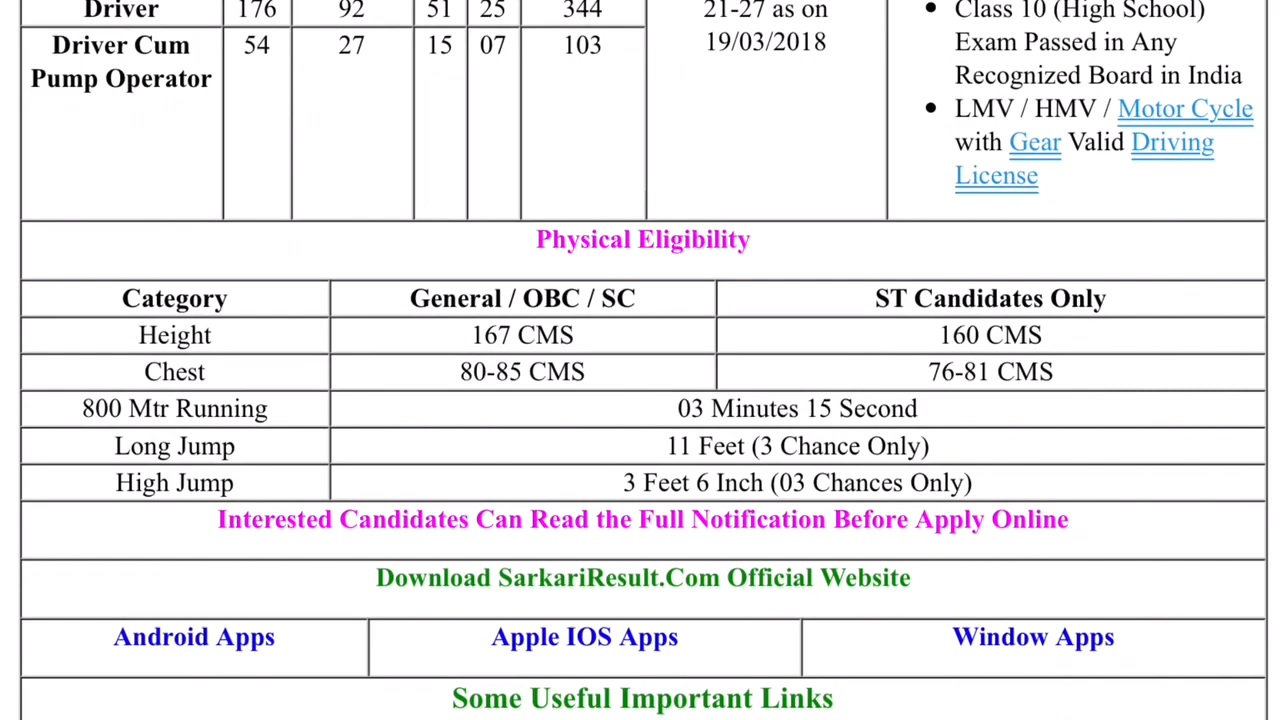 Driver 176 92 51 25 344 21-27 as on
19/03/2018
• Class 10 (High School)
Exam Passed in Any
Recognized Board in India
• LMV / HMV / Motor Cycle
with Gear Valid Driving
License
Driver Cum
Pump Operator 54 27 15 07 103
Physical Eligibility
Category General / OBC / SC ST Candidates Only
Height 167 CMS 160 CMS
Chest 80-85 CMS 76-81 CMS
800 Mtr Running 03 Minutes 15 Second
Long Jump 11 Feet (3 Chance Only)
High Jump 3 Feet 6 Inch (03 Chances Only)
Interested Candidates Can Read the Full Notification Before Apply Online
Download SarkariResult.Com Official Website
Android Apps Apple IOS Apps Window Apps
Some Useful Important Links